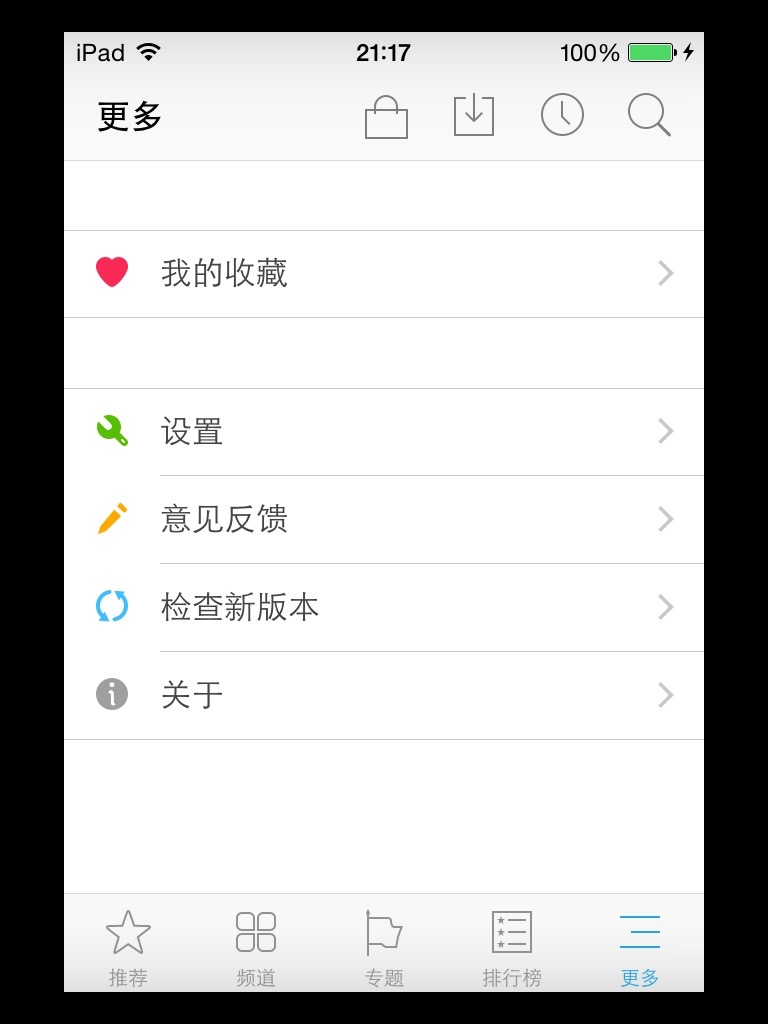 iPad 21:17 100%
更多
我的收藏
设置
意见反馈
检查新版本
关于
推荐 频道 专题 排行榜 更多